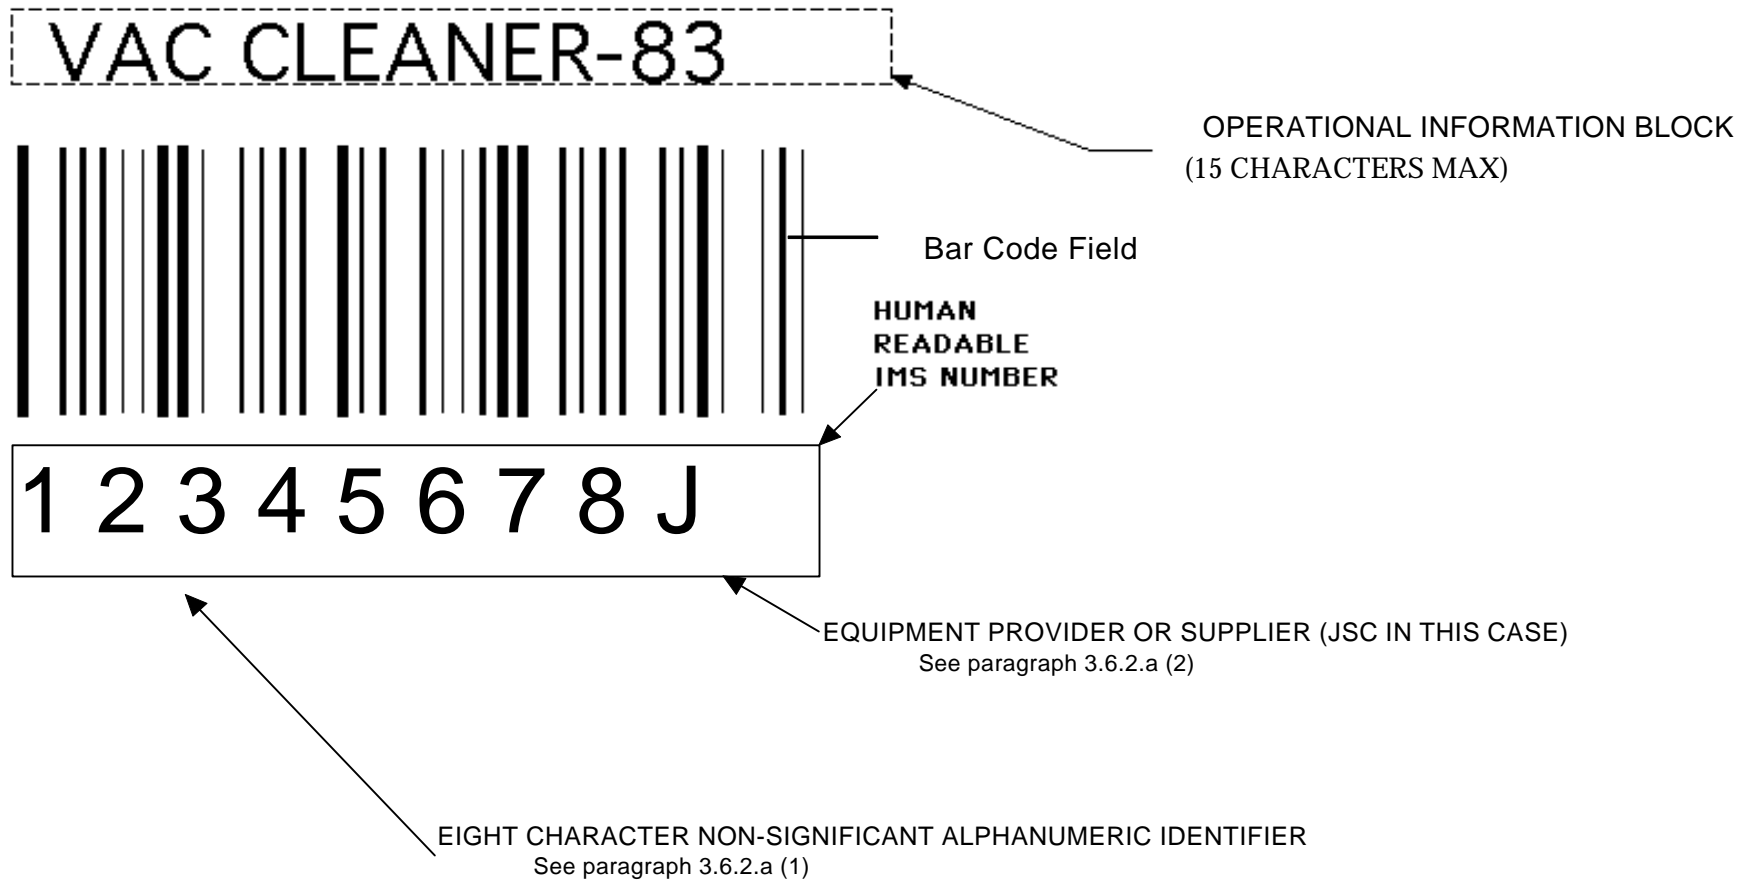 VAC CLEANER-83
OPERATIONAL INFORMATION BLOCK
(15 CHARACTERS MAX)
Bar Code Field
HUMAN
READABLE
IMS NUMBER
1 2 3 4 5 6 7 8 J
EQUIPMENT PROVIDER OR SUPPLIER (JSC IN THIS CASE)
See paragraph 3.6.2.a (2)
EIGHT CHARACTER NON-SIGNIFICANT ALPHANUMERIC IDENTIFIER
See paragraph 3.6.2.a (1)